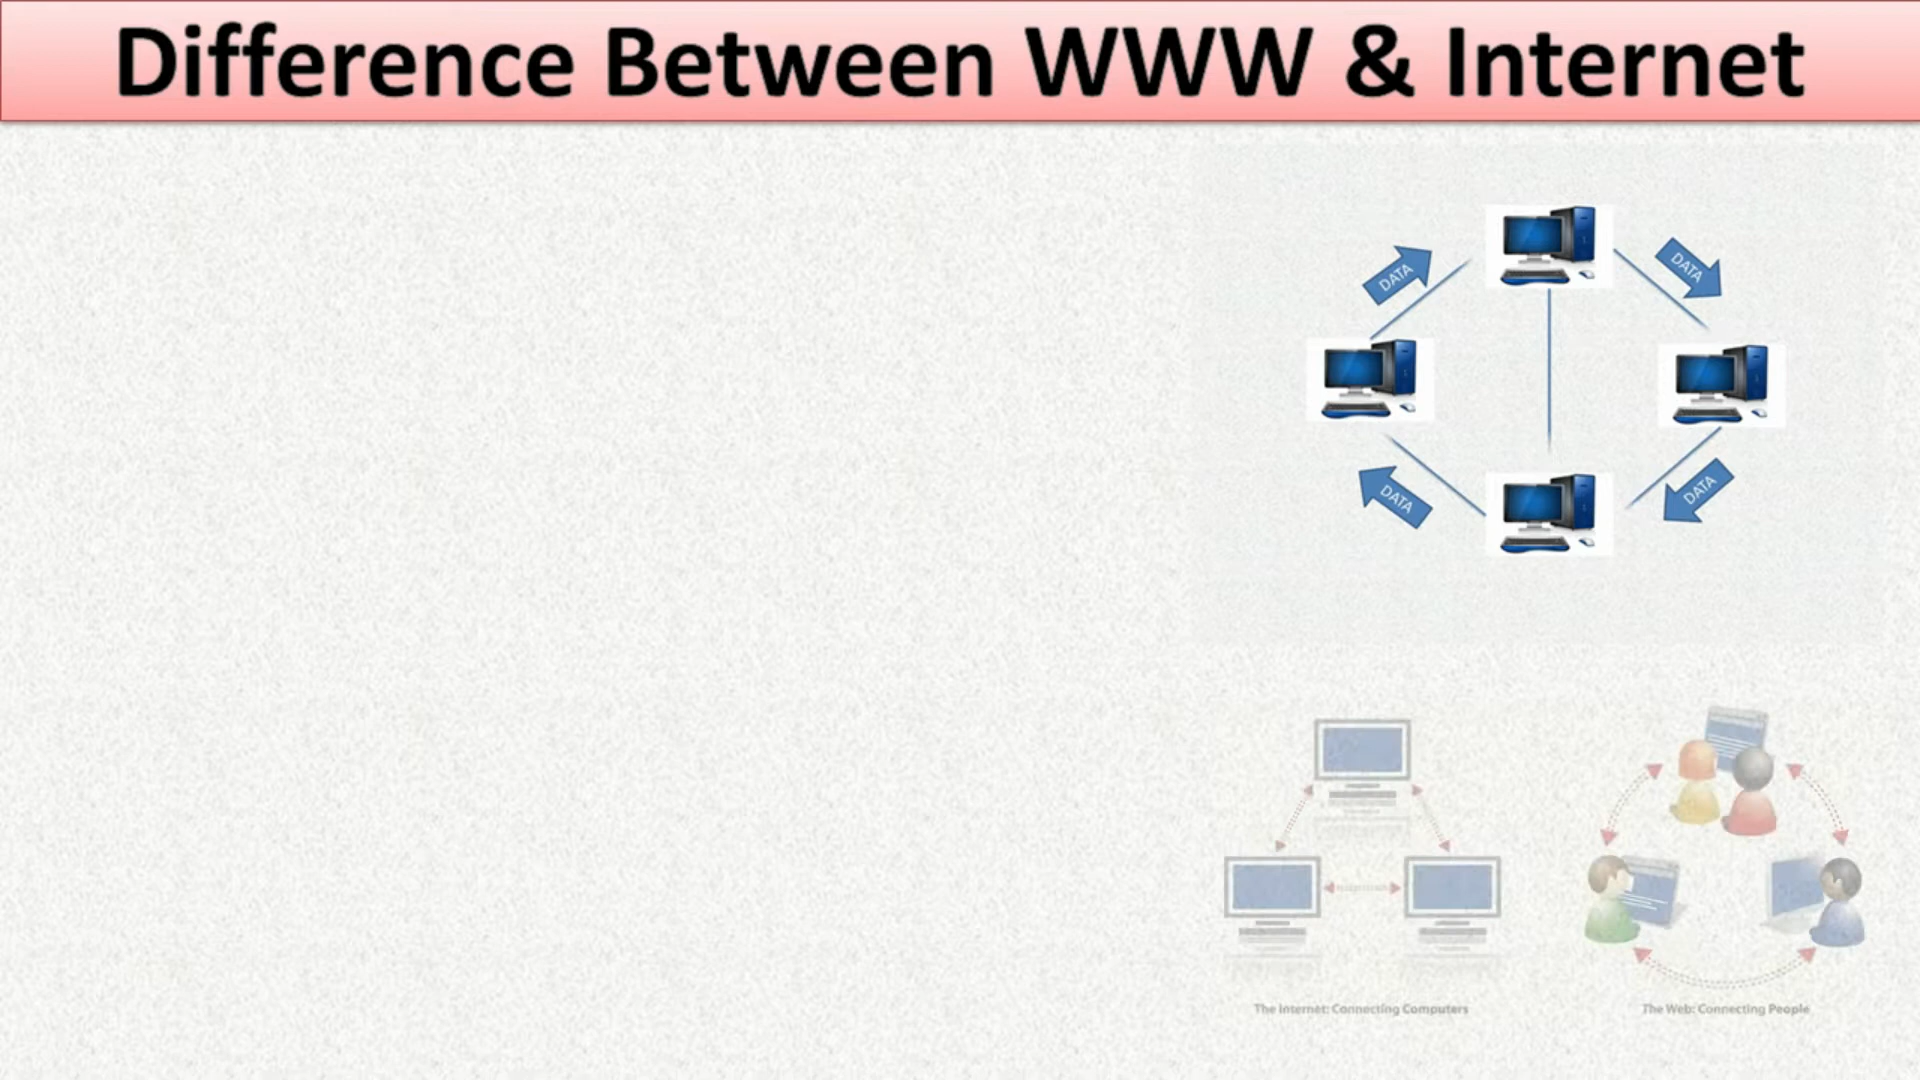 Difference Between WWW & Internet
DATA
DATA
DATA
DATA
The Internet: Connecting Computers
The Web: Connecting People